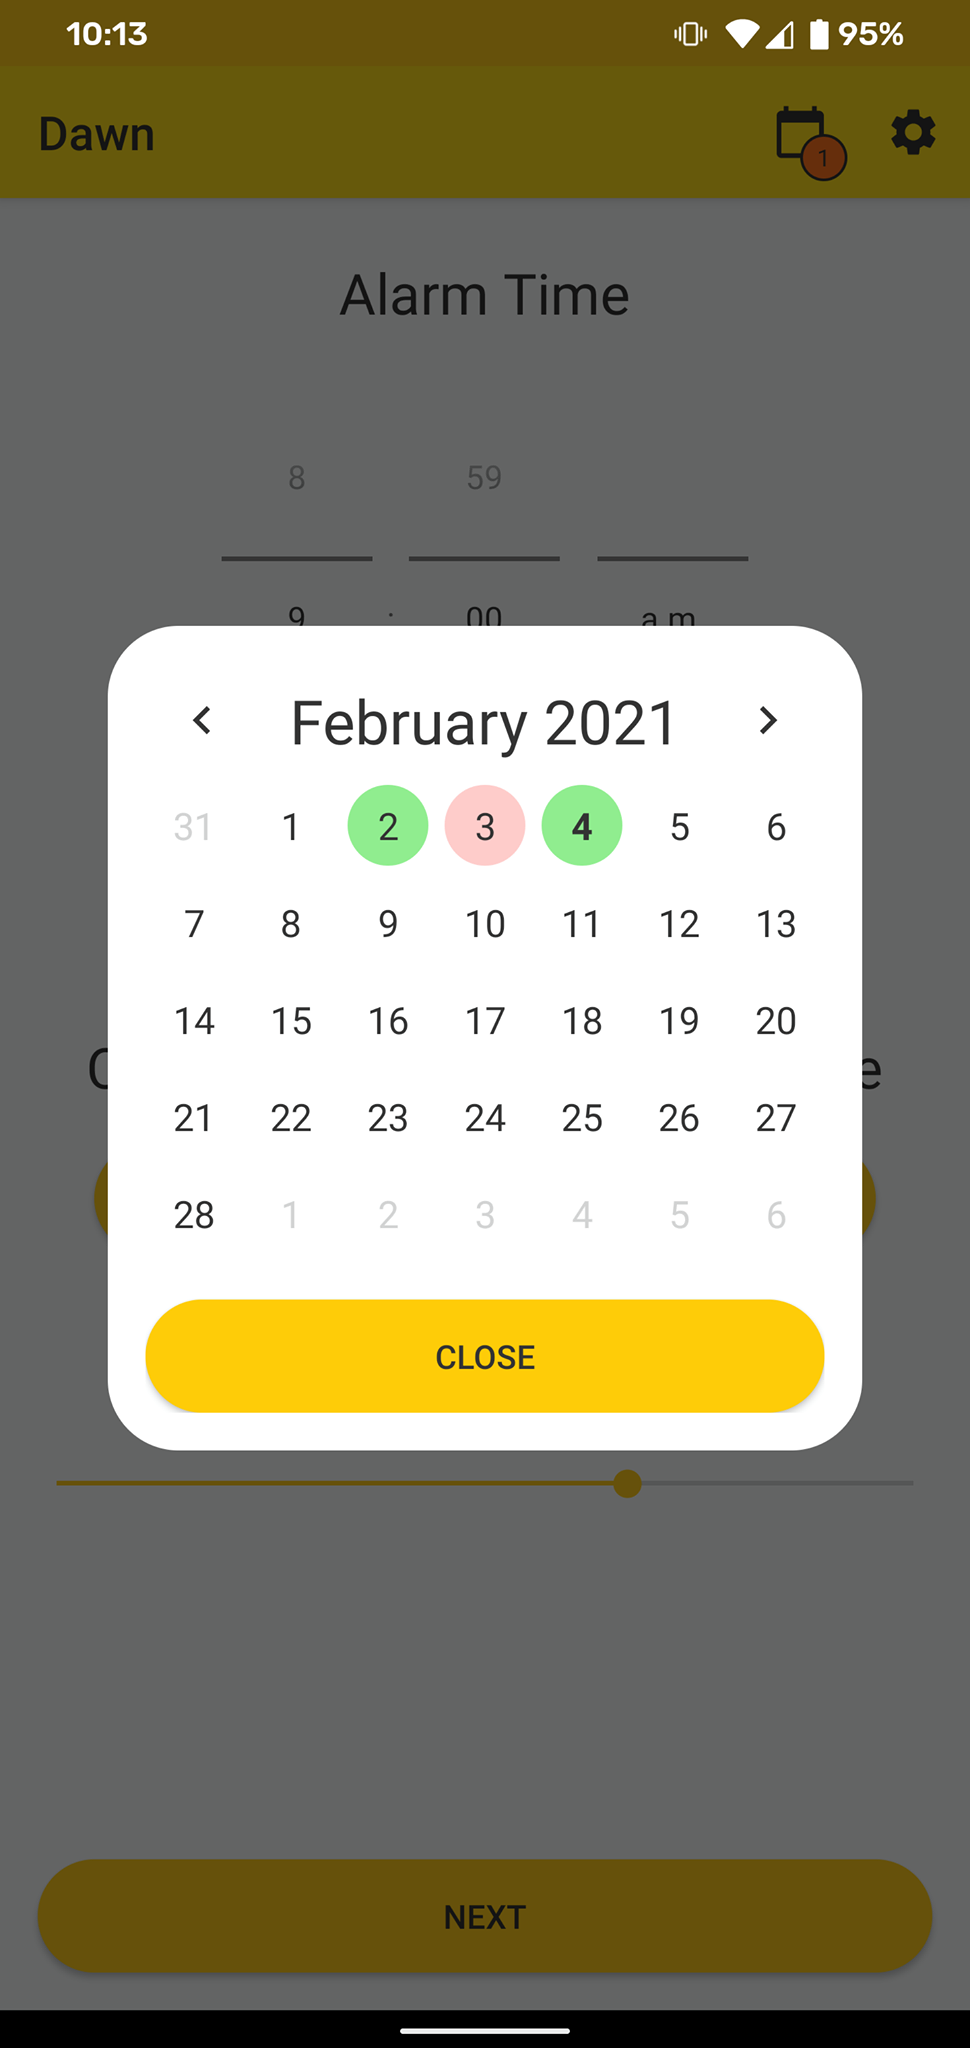 10:13 95%
Dawn 1
Alarm Time
8 59
9 : 00 a.m
February 2021
31 1 2 3 4 5 6
7 8 9 10 11 12 13
14 15 16 17 18 19 20
21 22 23 24 25 26 27
28 1 2 3 4 5 6
CLOSE
NEXT